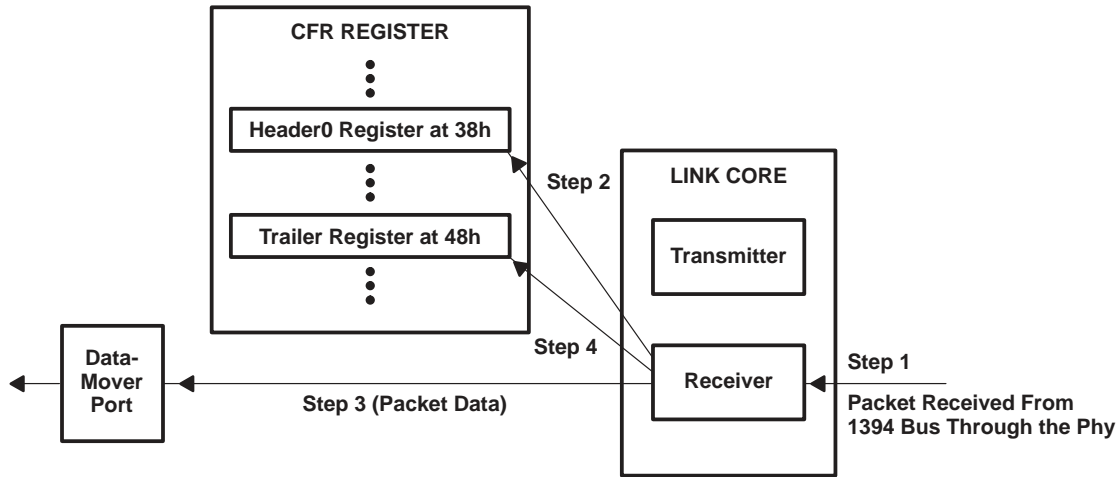 CFR REGISTER
Header0 Register at 38h
Trailer Register at 48h
Step 2
LINK CORE
Transmitter
Receiver
Step 4
Data-
Mover
Port
Step 3 (Packet Data)
Step 1
Packet Received From
1394 Bus Through the Phy